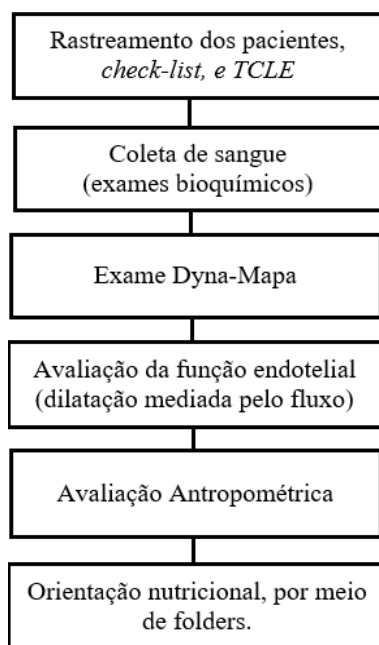 Rastreamento dos pacientes,
check-list, e TCLE
Coleta de sangue
(exames bioquímicos)
Exame Dyna-Mapa
Avaliação da função endotelial
(dilatação mediada pelo fluxo)
Avaliação Antropométrica
Orientação nutricional, por meio
de folders.